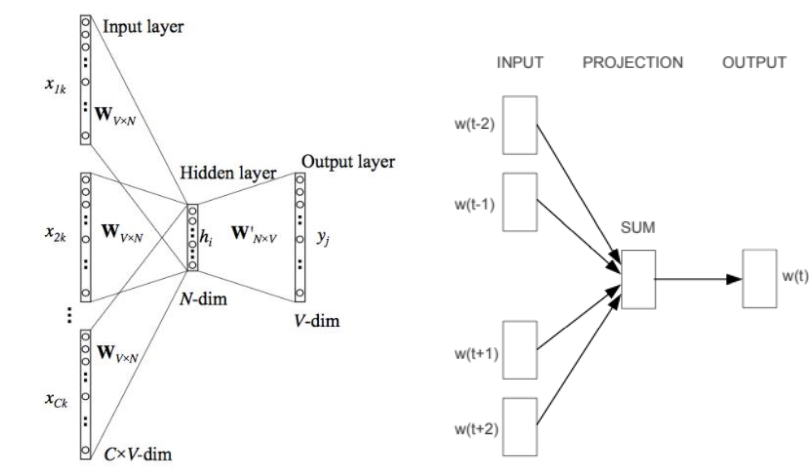 Input layer
x1k
WV×N
Hidden layer
Output layer
x2k
WV×N
hi
W'N×V
yj
N-dim
V-dim
WV×N
xCk
C×V-dim
INPUT PROJECTION OUTPUT
w(t-2)
w(t-1)
SUM
w(t)
w(t+1)
w(t+2)